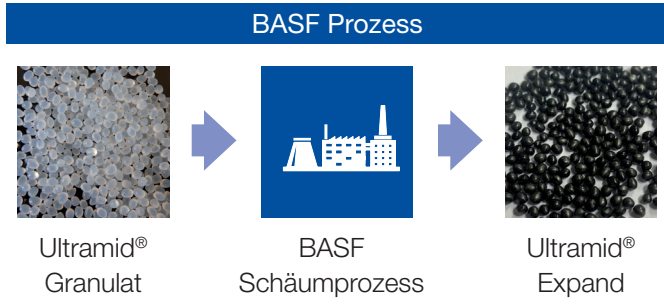 BASF Prozess
Ultramid®
Granulat
BASF
Schäumprozess
Ultramid®
Expand